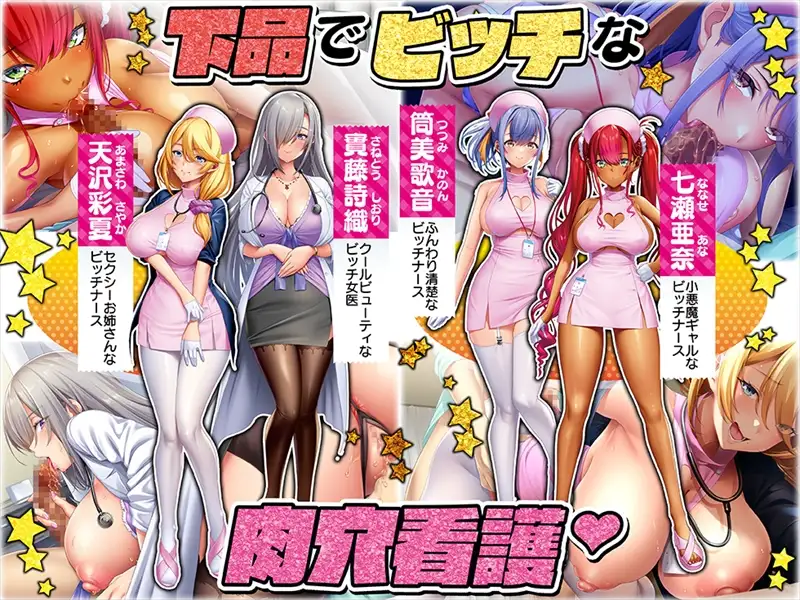 下品でビッチな
天沢彩夏
あまさわ さやか
セクシーお姉さんな
ビッチナース
實藤詩織
さねとう しおり
クールビューティな
ビッチ女医
筒美歌音
つつみ かのん
ふんわり清楚な
ビッチナース
七瀬亜奈
ななせ あな
小悪魔ギャルな
ビッチナース
肉穴看護♥